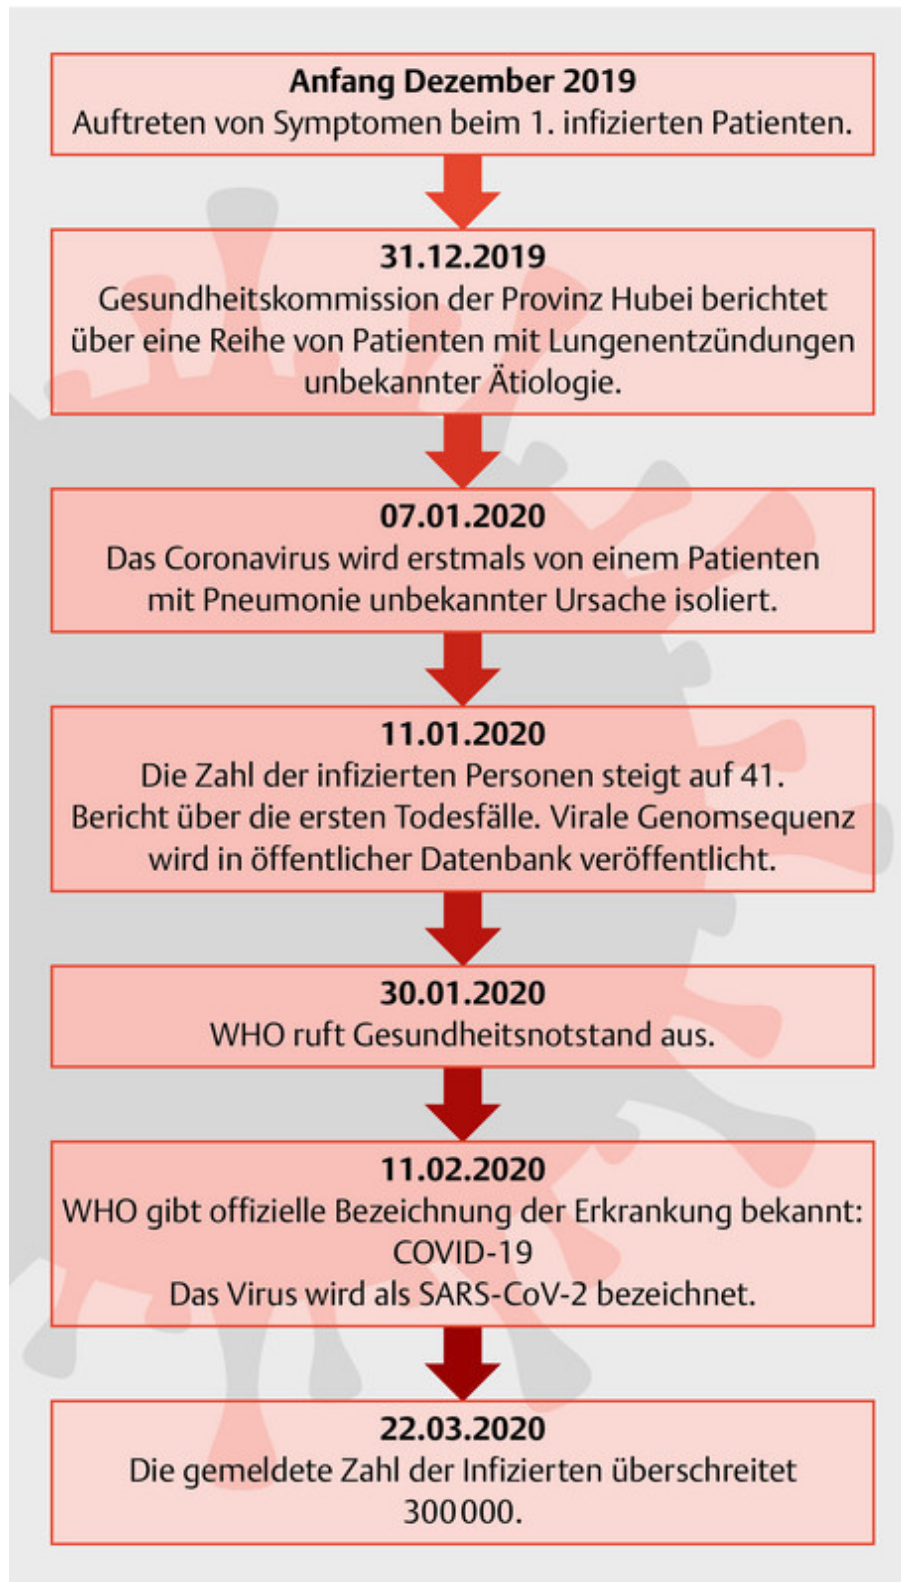 Anfang Dezember 2019
Auftreten von Symptomen beim 1. infizierten Patienten.
31.12.2019
Gesundheitskommission der Provinz Hubei berichtet
über eine Reihe von Patienten mit Lungenentzündungen
unbekannter Ätiologie.
07.01.2020
Das Coronavirus wird erstmals von einem Patienten
mit Pneumonie unbekannter Ursache isoliert.
11.01.2020
Die Zahl der infizierten Personen steigt auf 41.
Bericht über die ersten Todesfälle. Virale Genomsequenz
wird in öffentlicher Datenbank veröffentlicht.
30.01.2020
WHO ruft Gesundheitsnotstand aus.
11.02.2020
WHO gibt offizielle Bezeichnung der Erkrankung bekannt:
COVID-19
Das Virus wird als SARS-CoV-2 bezeichnet.
22.03.2020
Die gemeldete Zahl der Infizierten überschreitet
300 000.